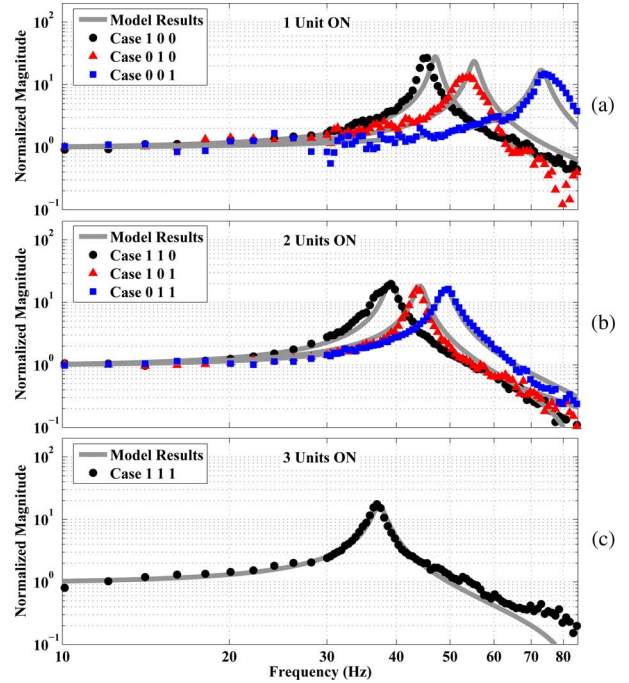 1 Unit ON
Model Results
Case 1 0 0
Case 0 1 0
Case 0 0 1
Normalized Magnitude
10²
10¹
10⁰
10⁻¹
(a)
2 Units ON
Model Results
Case 1 1 0
Case 1 0 1
Case 0 1 1
Normalized Magnitude
10²
10¹
10⁰
10⁻¹
(b)
3 Units ON
Model Results
Case 1 1 1
Normalized Magnitude
10²
10¹
10⁰
10⁻¹
(c)
10 20 30 40 50 60 70 80
Frequency (Hz)